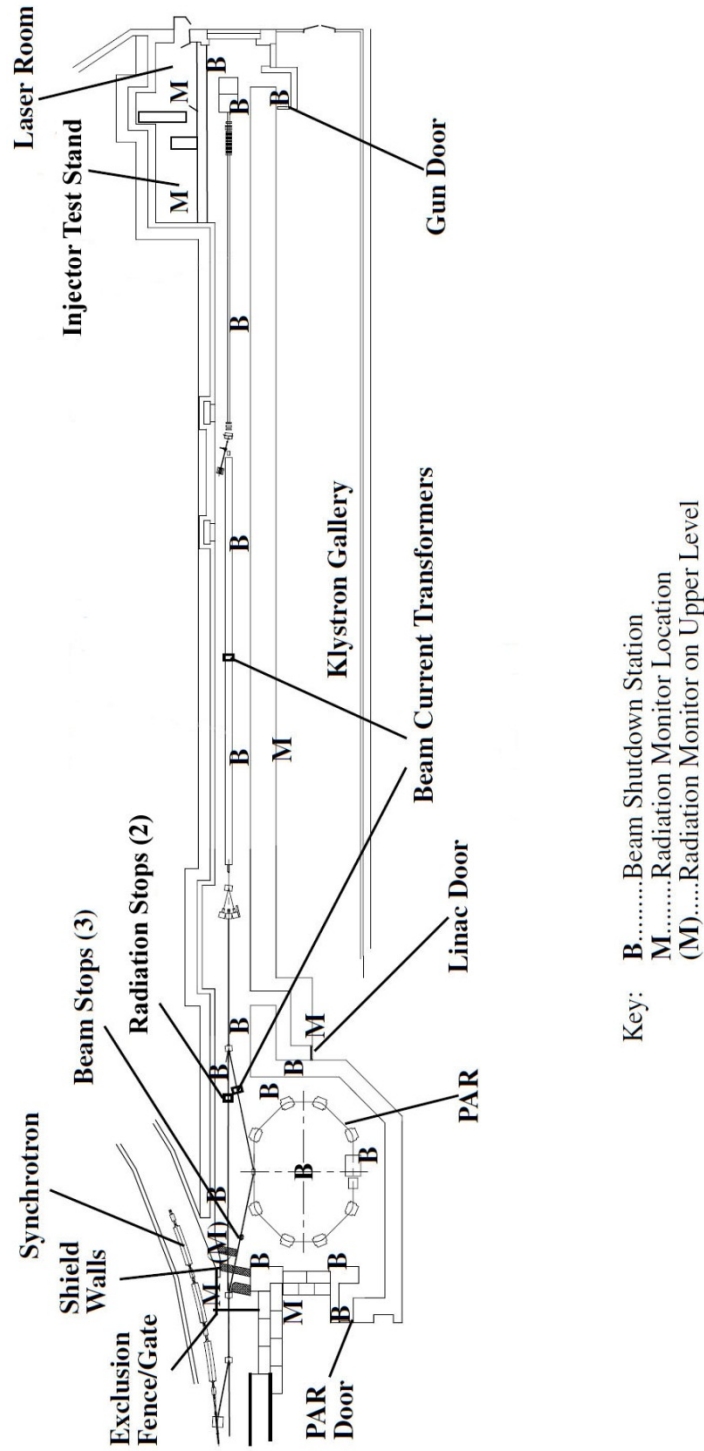 Laser Room
Injector Test Stand
M
M
B
B
B
Gun Door
B
B
Klystron Gallery
Beam Current Transformers
B
M
Radiation Stops (2)
Beam Stops (3)
Linac Door
B
M
B
B
B
PAR
B
B
Synchrotron
Shield
Walls
B
(M)
M
B
B
Exclusion
Fence/Gate
M
B
PAR
Door
Key: B.........Beam Shutdown Station
M........Radiation Monitor Location
(M).....Radiation Monitor on Upper Level